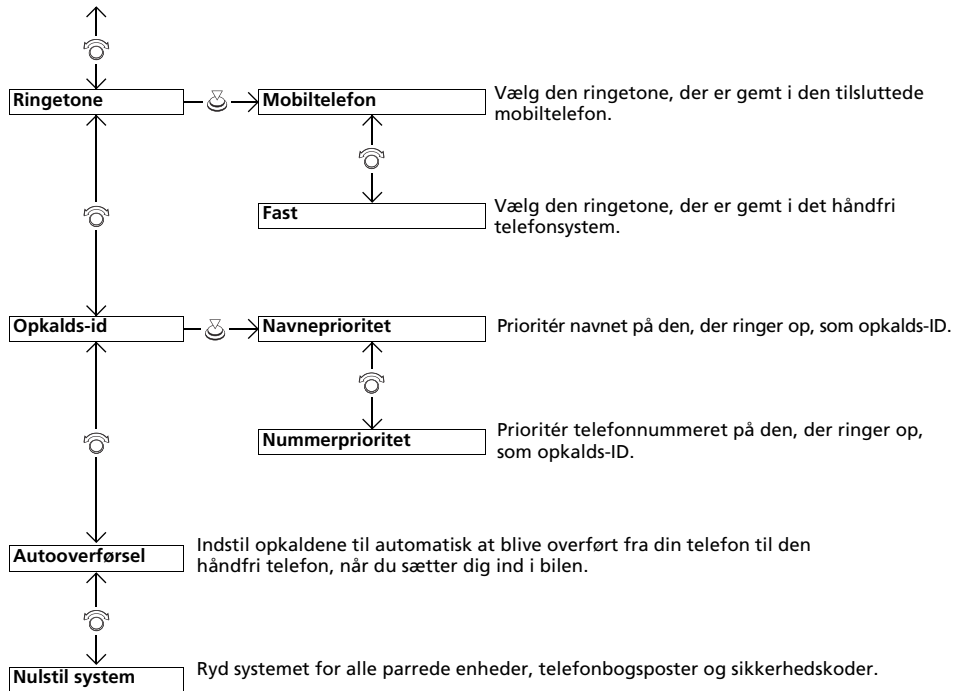 Ringetone
Mobiltelefon
Vælg den ringetone, der er gemt i den tilsluttede
mobiltelefon.
Fast
Vælg den ringetone, der er gemt i det håndfri
telefonsystem.
Opkalds-id
Navneprioritet
Prioritér navnet på den, der ringer op, som opkalds-ID.
Nummerprioritet
Prioritér telefonnummeret på den, der ringer op,
som opkalds-ID.
Autooverførsel
Indstil opkaldene til automatisk at blive overført fra din telefon til den
håndfri telefon, når du sætter dig ind i bilen.
Nulstil system
Ryd systemet for alle parrede enheder, telefonbogsposter og sikkerhedskoder.